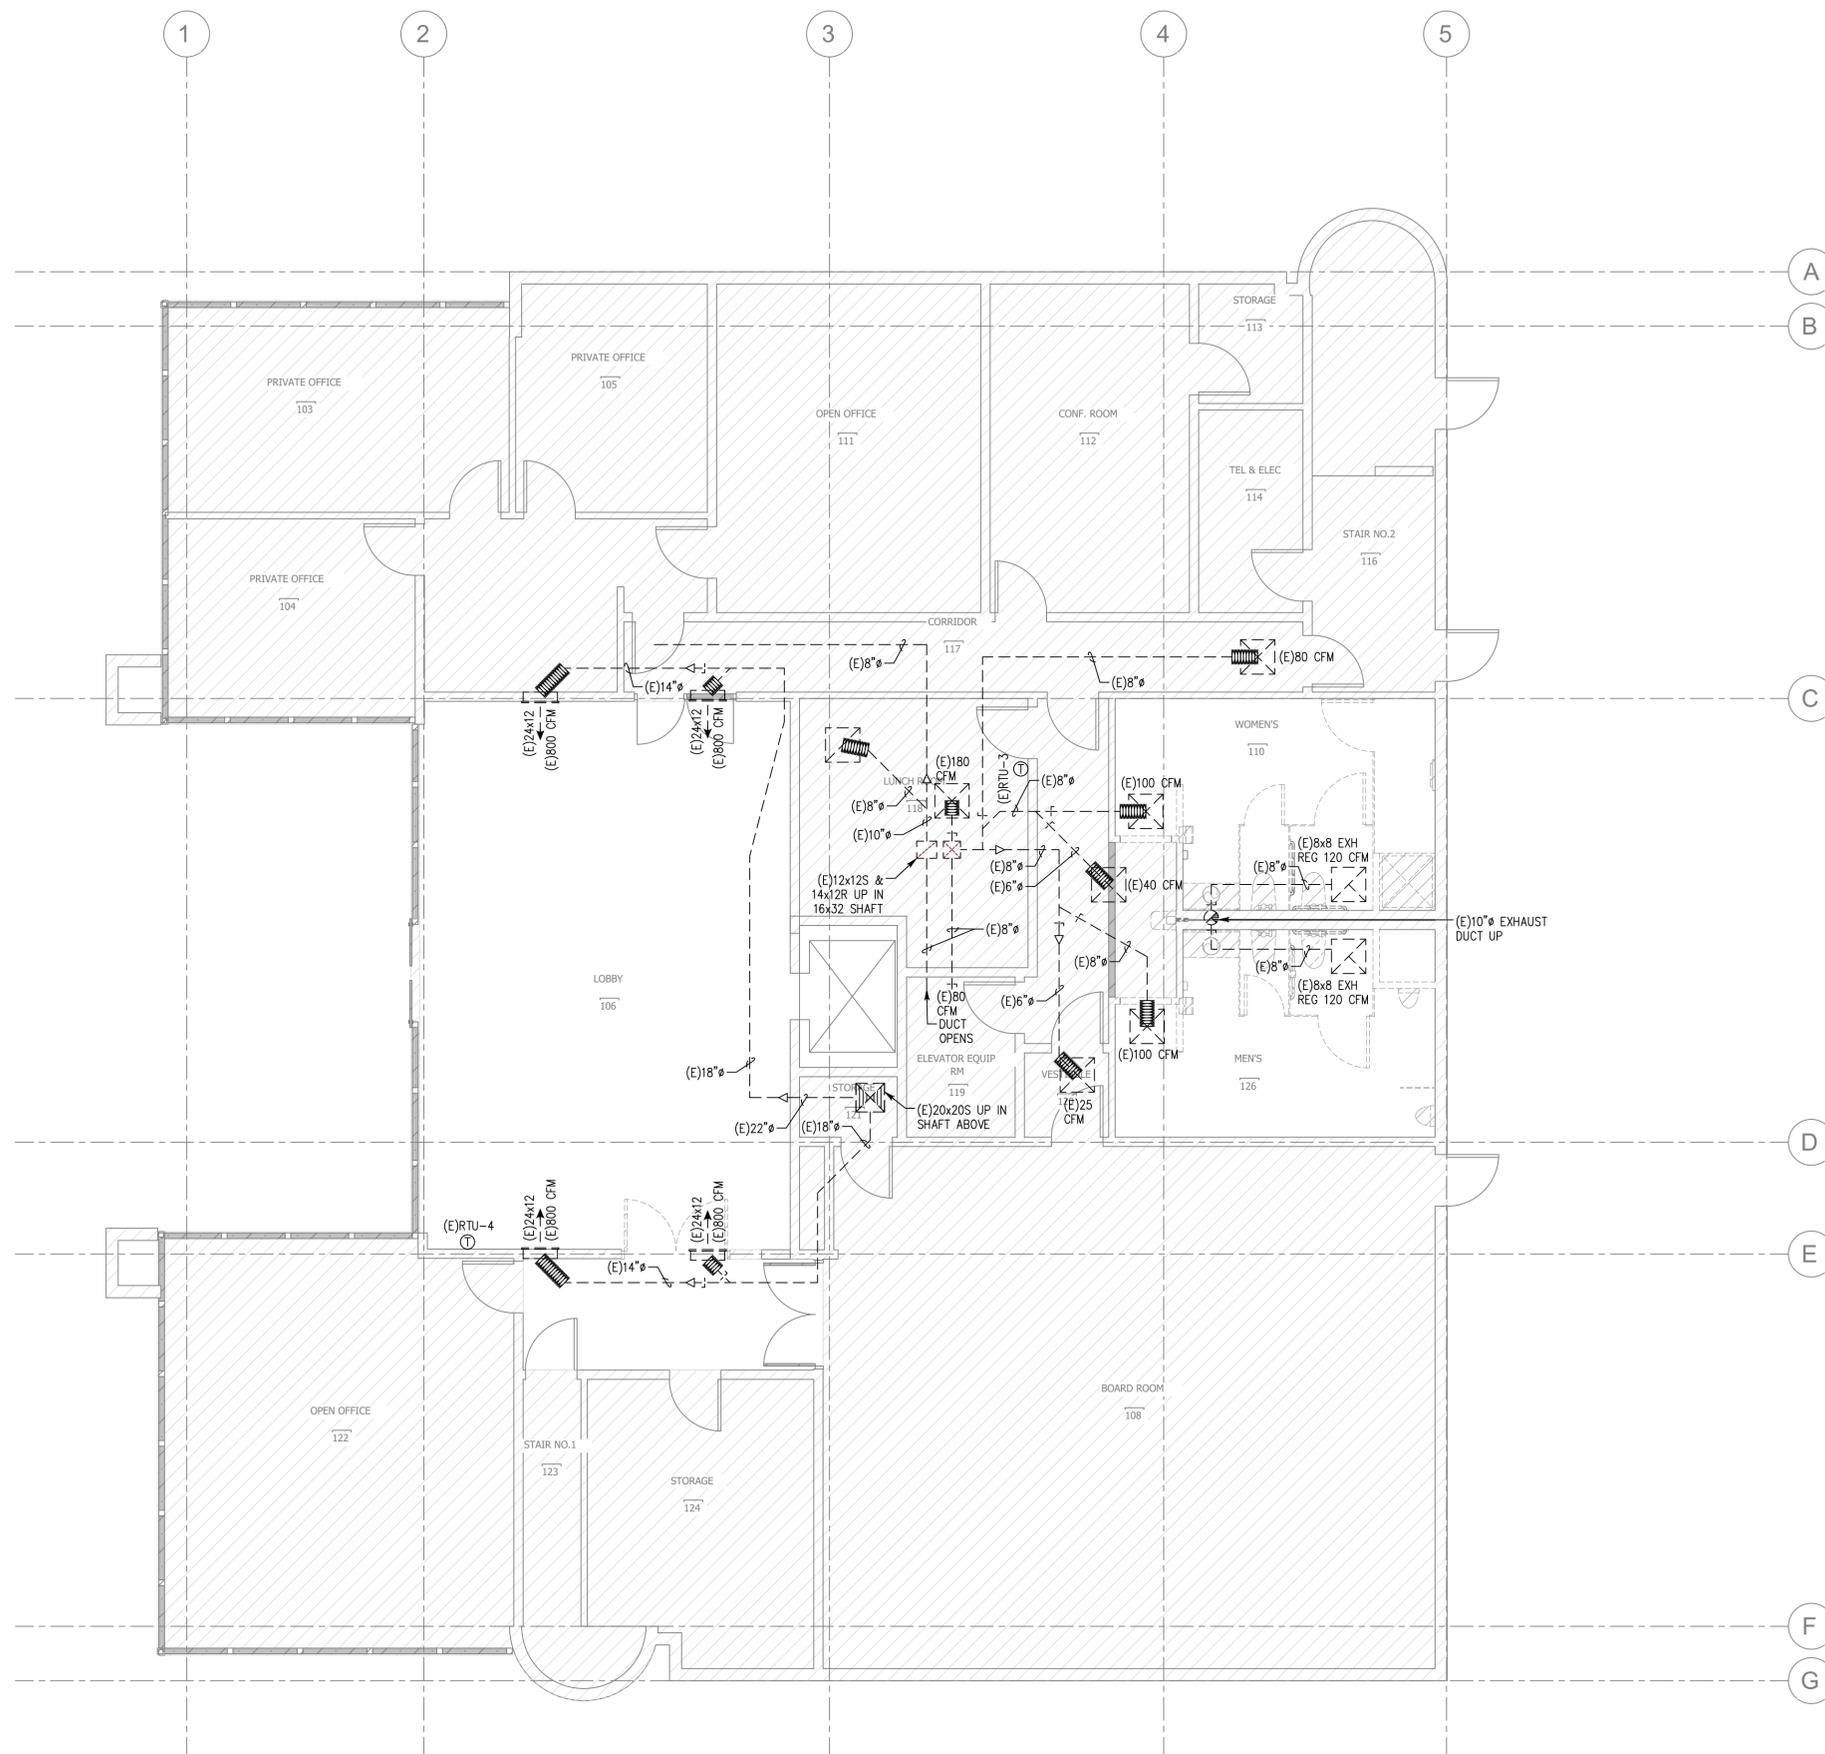 1
2
3
4
5
A
B
STORAGE
113
PRIVATE OFFICE
105
PRIVATE OFFICE
103
OPEN OFFICE
111
CONF. ROOM
112
TEL & ELEC
114
STAIR NO.2
116
PRIVATE OFFICE
104
CORRIDOR
117
(E)8"ø
(E)80 CFM
(E)14"ø
(E)8"ø
C
(E)24x12
(E)800 CFM
(E)24x12
(E)800 CFM
WOMEN'S
110
(E)180
CFM
(E)RTU-3
T
(E)8"ø
(E)100 CFM
LUNCH
118
(E)8"ø
(E)10"ø
(E)8"ø
(E)6"ø
(E)12x12S &
14x12R UP IN
16x32 SHAFT
(E)40 CFM
(E)8"ø
(E)8x8 EXH
REG 120 CFM
(E)10"ø EXHAUST
DUCT UP
(E)8"ø
(E)8"ø
(E)8"ø
(E)8x8 EXH
REG 120 CFM
LOBBY
106
(E)80
CFM
DUCT
OPENS
(E)6"ø
(E)100 CFM
(E)18"ø
ELEVATOR EQUIP
RM
119
MEN'S
126
STORAGE
121
(E)20x20S UP IN
SHAFT ABOVE
(E)25
CFM
(E)22"ø
(E)18"ø
D
(E)24x12
(E)800 CFM
(E)24x12
(E)800 CFM
(E)RTU-4
T
E
(E)14"ø
BOARD ROOM
108
OPEN OFFICE
122
STAIR NO.1
123
STORAGE
124
F
G